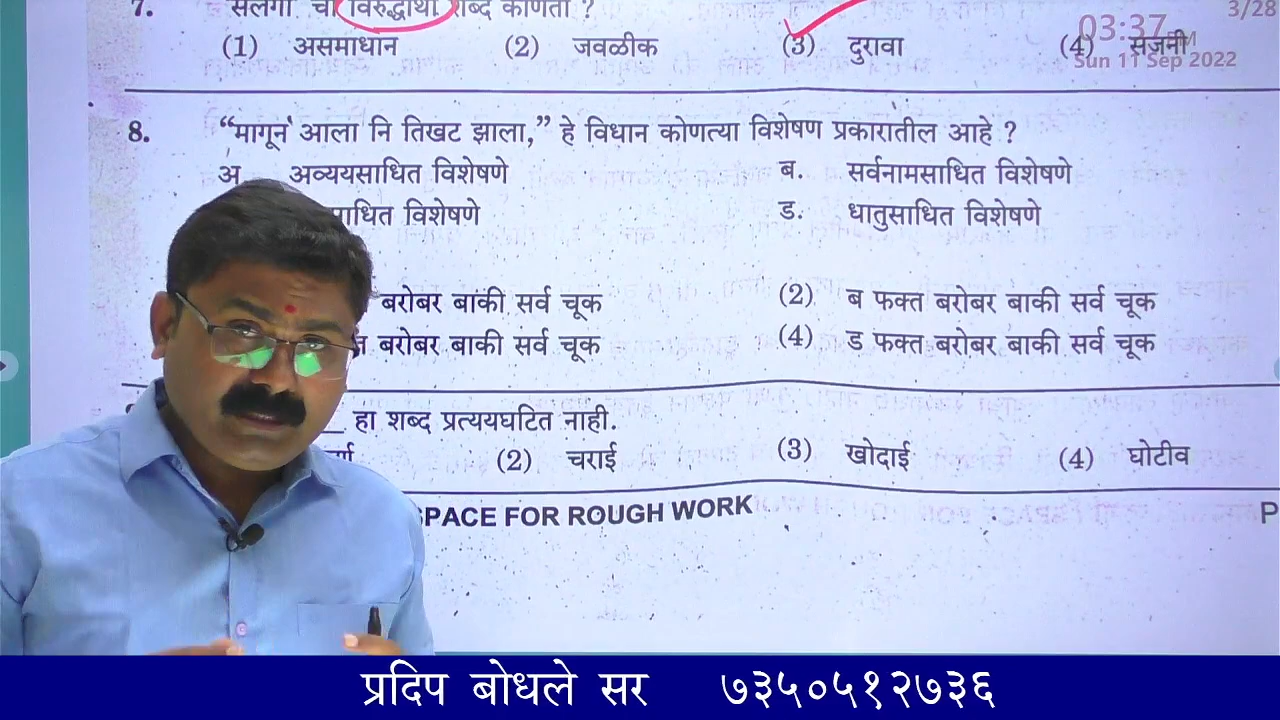 7. सलगी चा विरुद्धार्थी शब्द कोणता ?
(1) असमाधान (2) जवळीक (3) दुरावा (4) सजनी
3/28
03:37 PM
Sun 11 Sep 2022
8. “मागून आला नि तिखट झाला,” हे विधान कोणत्या विशेषण प्रकारातील आहे ?
अ अव्ययसाधित विशेषणे ब. सर्वनामसाधित विशेषणे
साधित विशेषणे ड. धातुसाधित विशेषणे
बरोबर बाकी सर्व चूक (2) ब फक्त बरोबर बाकी सर्व चूक
बरोबर बाकी सर्व चूक (4) ड फक्त बरोबर बाकी सर्व चूक
हा शब्द प्रत्ययघटित नाही.
(2) चराई (3) खोदाई (4) घोटीव
SPACE FOR ROUGH WORK P
प्रदिप बोधले सर ७३५०५१२७३६